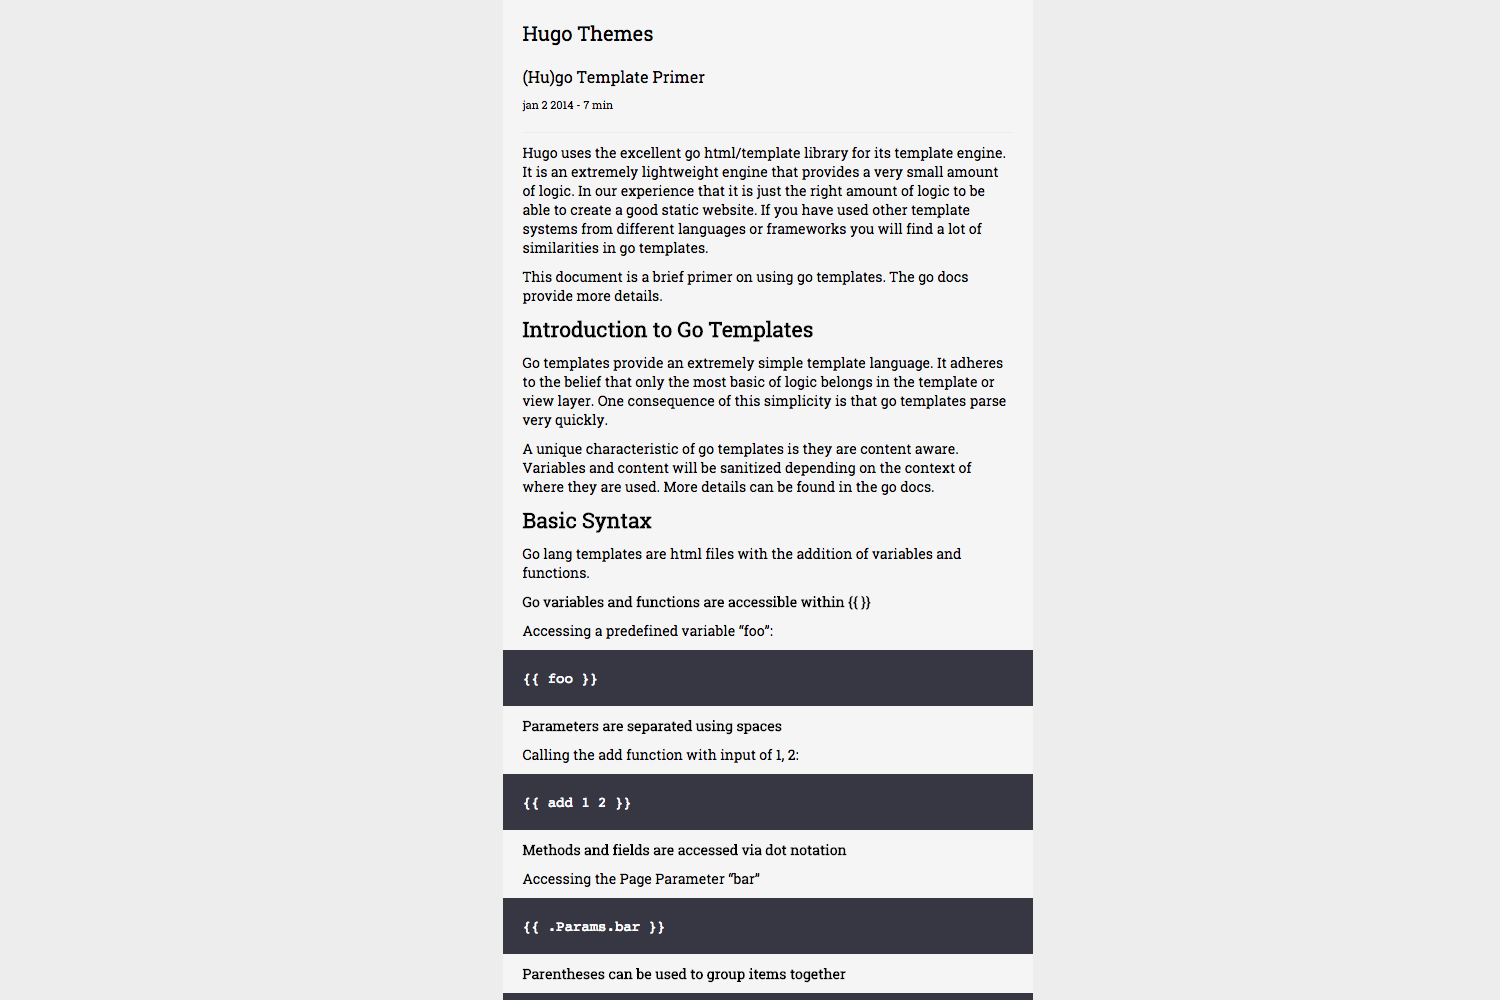 Hugo Themes
(Hu)go Template Primer
jan 2 2014 - 7 min
Hugo uses the excellent go html/template library for its template engine.
It is an extremely lightweight engine that provides a very small amount
of logic. In our experience that it is just the right amount of logic to be
able to create a good static website. If you have used other template
systems from different languages or frameworks you will find a lot of
similarities in go templates.
This document is a brief primer on using go templates. The go docs
provide more details.
Introduction to Go Templates
Go templates provide an extremely simple template language. It adheres
to the belief that only the most basic of logic belongs in the template or
view layer. One consequence of this simplicity is that go templates parse
very quickly.
A unique characteristic of go templates is they are content aware.
Variables and content will be sanitized depending on the context of
where they are used. More details can be found in the go docs.
Basic Syntax
Go lang templates are html files with the addition of variables and
functions.
Go variables and functions are accessible within {{ }}
Accessing a predefined variable “foo”:
{{ foo }}
Parameters are separated using spaces
Calling the add function with input of 1, 2:
{{ add 1 2 }}
Methods and fields are accessed via dot notation
Accessing the Page Parameter “bar”
{{ .Params.bar }}
Parentheses can be used to group items together